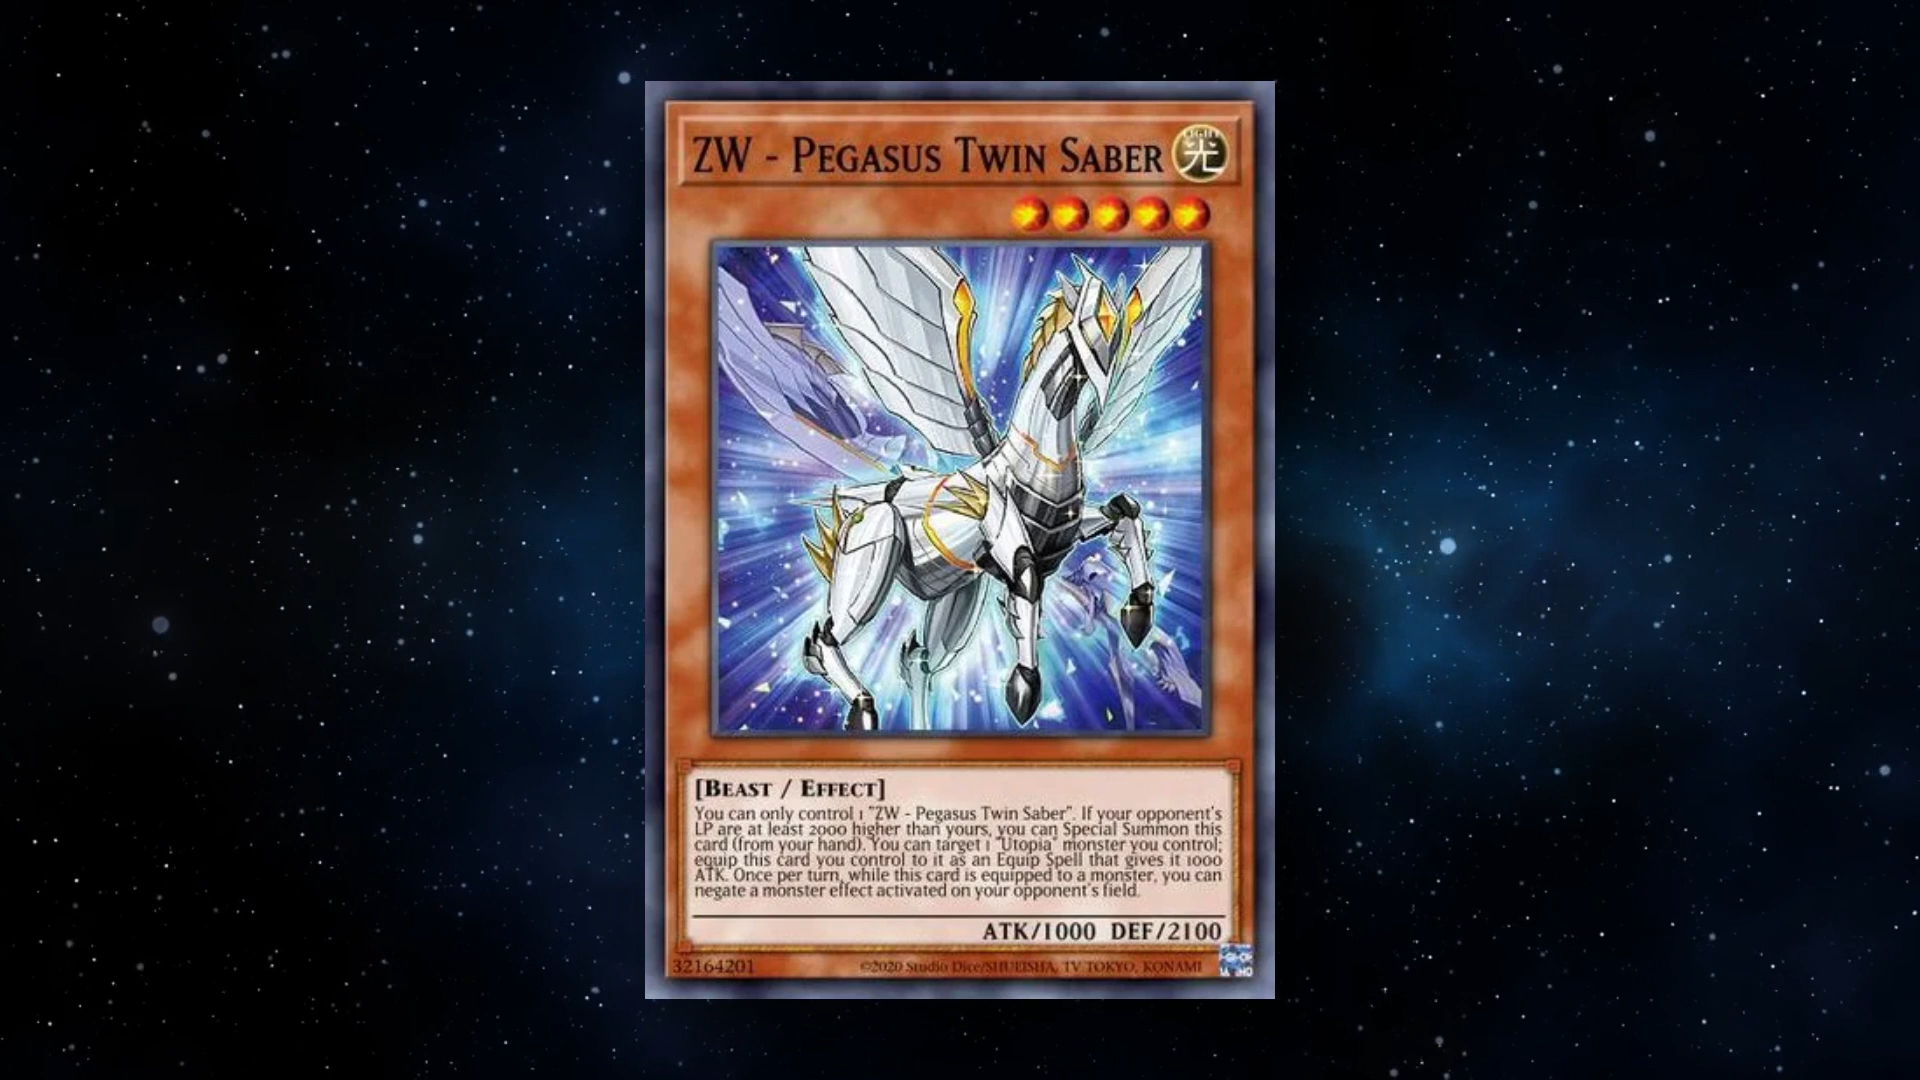 ZW - Pegasus Twin Saber
LIGHT
光
[Beast / Effect]
You can only control 1 "ZW - Pegasus Twin Saber". If your opponent's
LP are at least 2000 higher than yours, you can Special Summon this
card (from your hand). You can target 1 "Utopia" monster you control;
equip this card you control to it as an Equip Spell that gives it 1000
ATK. Once per turn, while this card is equipped to a monster, you can
negate a monster effect activated on your opponent's field.
ATK/1000 DEF/2100
32164201 ©2020 Studio Dice/SHUEISHA, TV TOKYO, KONAMI